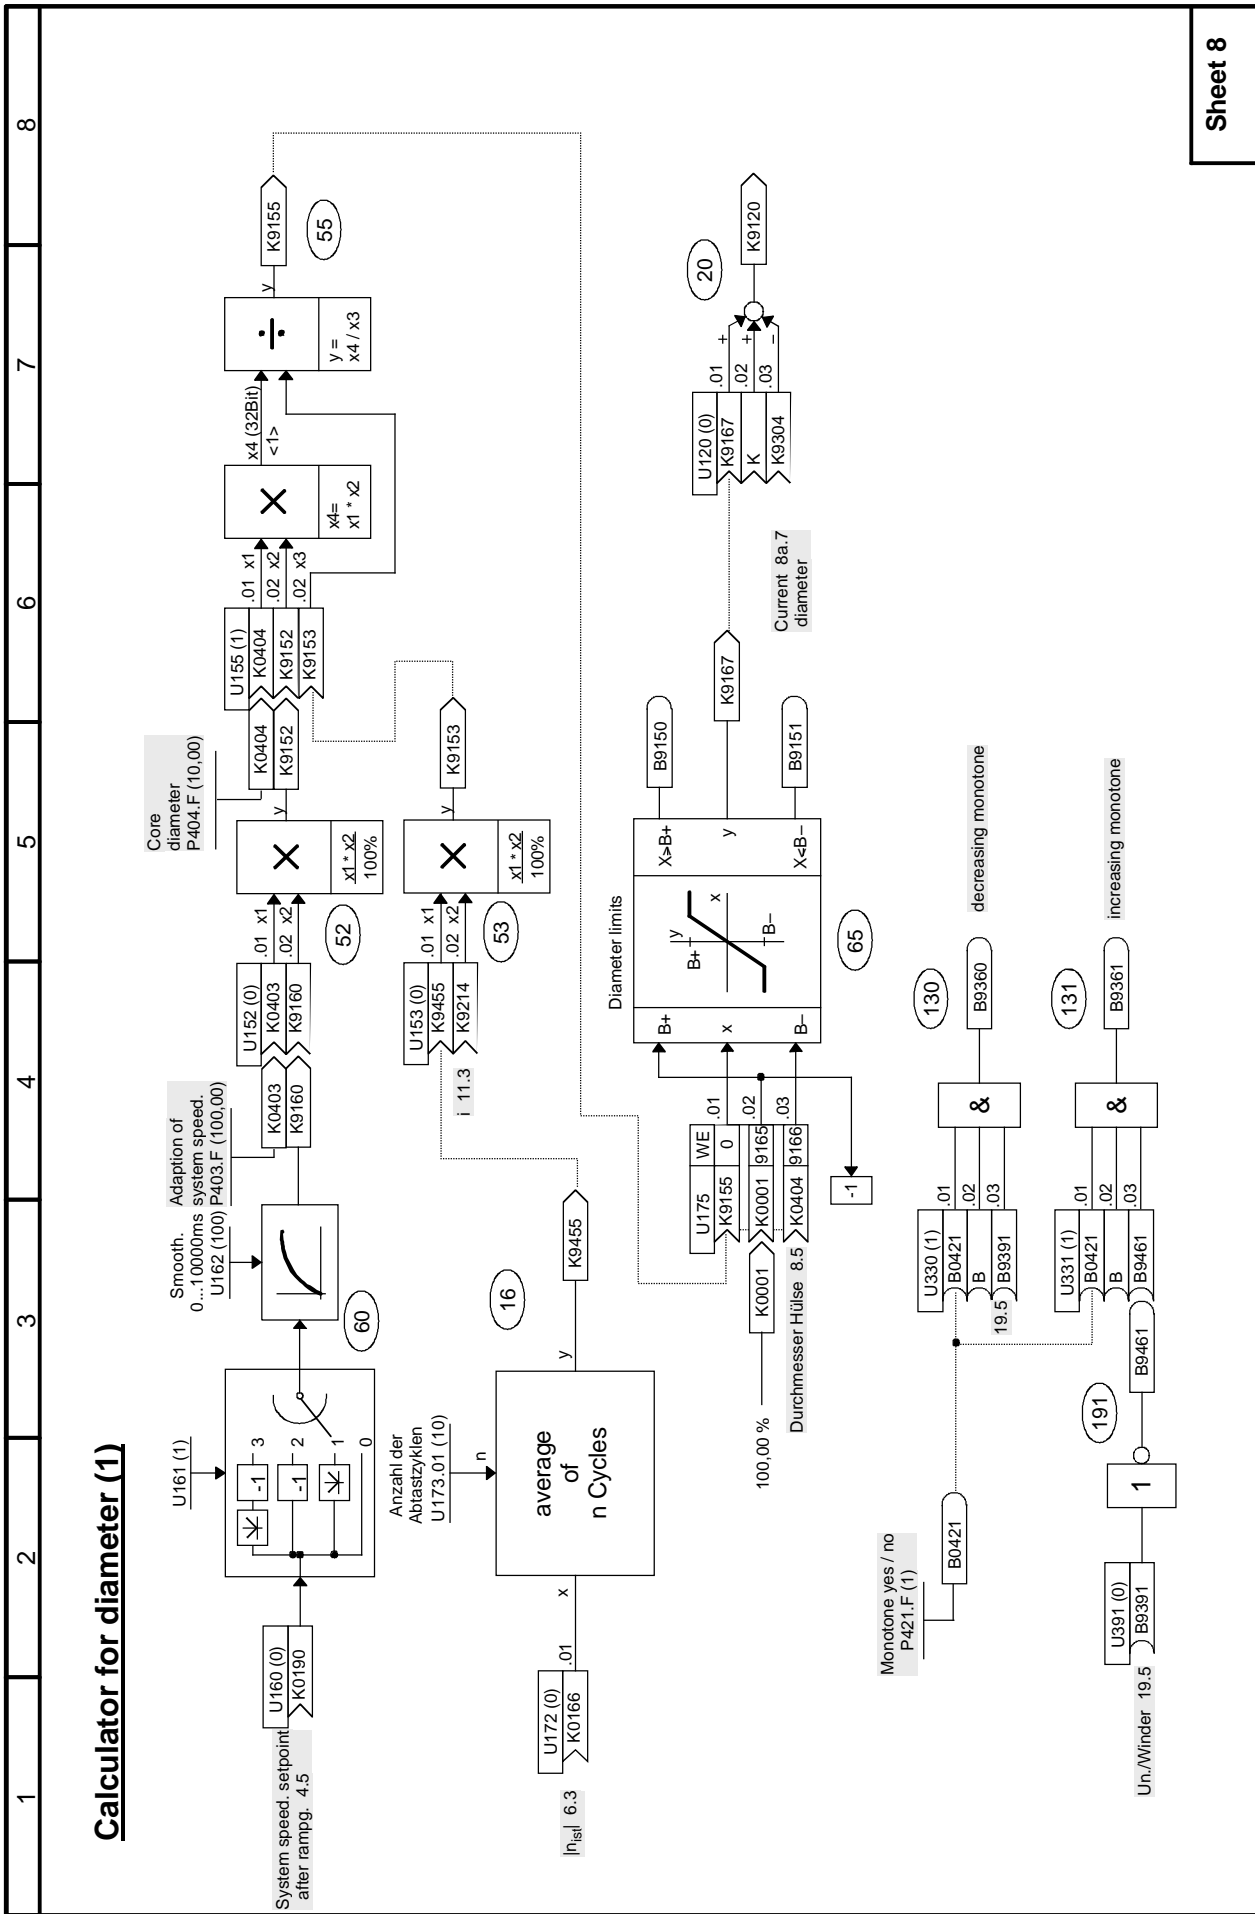 1
2
3
4
5
6
7
8
Calculator for diameter (1)
U161 (1)
3
2
1
0
-1
-1
System speed. setpoint
after rampg. 4.5
U160 (0)
K0190
60
Smooth.
0...10000ms
U162 (100)
Adaption of
system speed.
P403.F (100,00)
K0403
K9160
U152 (0)
K0403
K9160
.01 x1
.02 x2
52
x1 * x2
100%
y
Core
diameter
P404.F (10,00)
K0404
K9152
U155 (1)
K0404
K9152
K9153
.01 x1
.02 x2
.02 x3
x4=
x1 * x2
x4 (32Bit)
<1>
y =
x4 / x3
y
K9155
55
|nist| 6.3
U172 (0)
K0166
.01
x
Anzahl der
Abtastzyklen
U173.01 (10)
n
average
of
n Cycles
y
16
K9455
i 11.3
U153 (0)
K9455
K9214
.01 x1
.02 x2
53
x1 * x2
100%
y
K9153
100,00 %
K0001
Durchmesser Hülse 8.5
U175
WE
K9155
0
K0001
9165
K0404
9166
.01
.02
.03
-1
Diameter limits
B+
x
B–
y
B+
x
B–
X≥B+
y
X<B–
65
B9150
K9167
B9151
Current 8a.7
diameter
U120 (0)
K9167
K
K9304
.01
.02
.03
+
+
–
20
K9120
Monotone yes / no
P421.F (1)
B0421
U330 (1)
B0421
B
B9391
19.5
.01
.02
.03
&
130
B9360
decreasing monotone
Un./Winder 19.5
U391 (0)
B9391
1
191
B9461
U331 (1)
B0421
B
B9461
.01
.02
.03
&
131
B9361
increasing monotone
Sheet 8